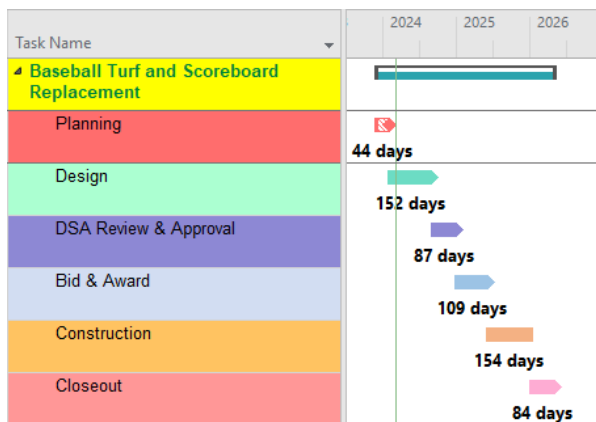 2024 2025 2026
Task Name
Baseball Turf and Scoreboard
Replacement
Planning
44 days
Design
152 days
DSA Review & Approval
87 days
Bid & Award
109 days
Construction
154 days
Closeout
84 days